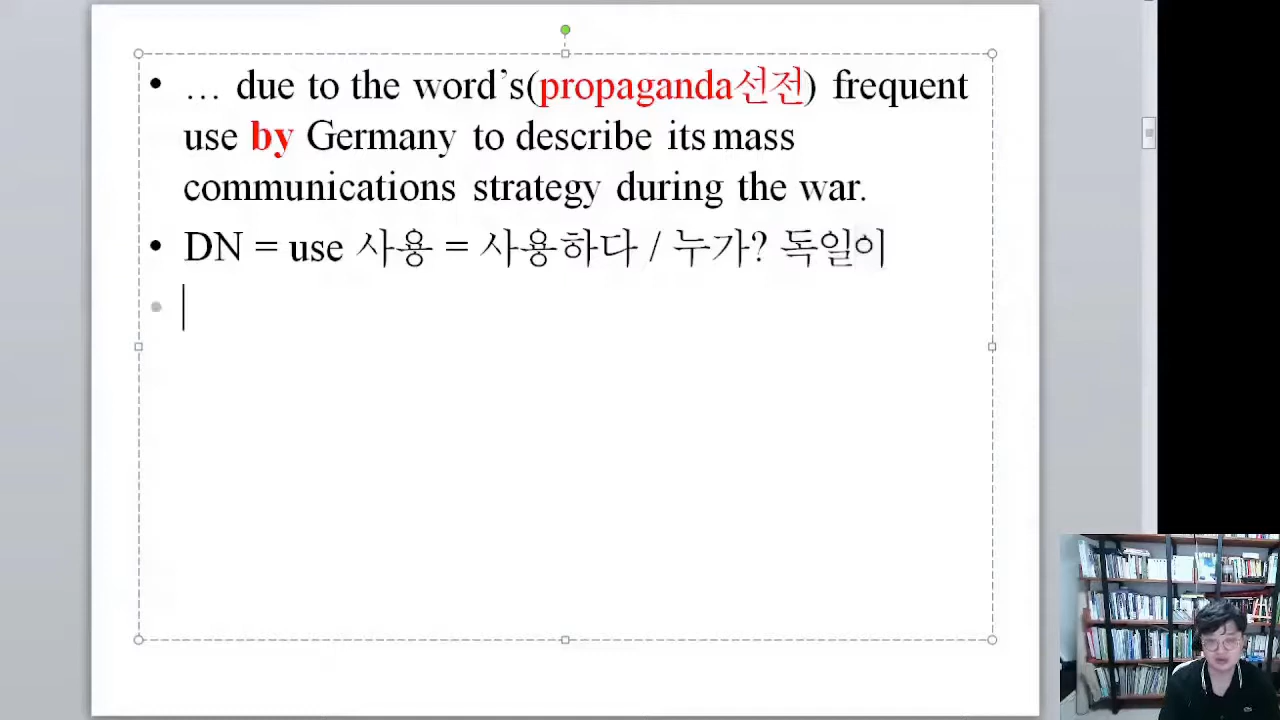 • … due to the word’s(propaganda선전) frequent
use by Germany to describe its mass
communications strategy during the war.
• DN = use 사용 = 사용하다 / 누가? 독일이